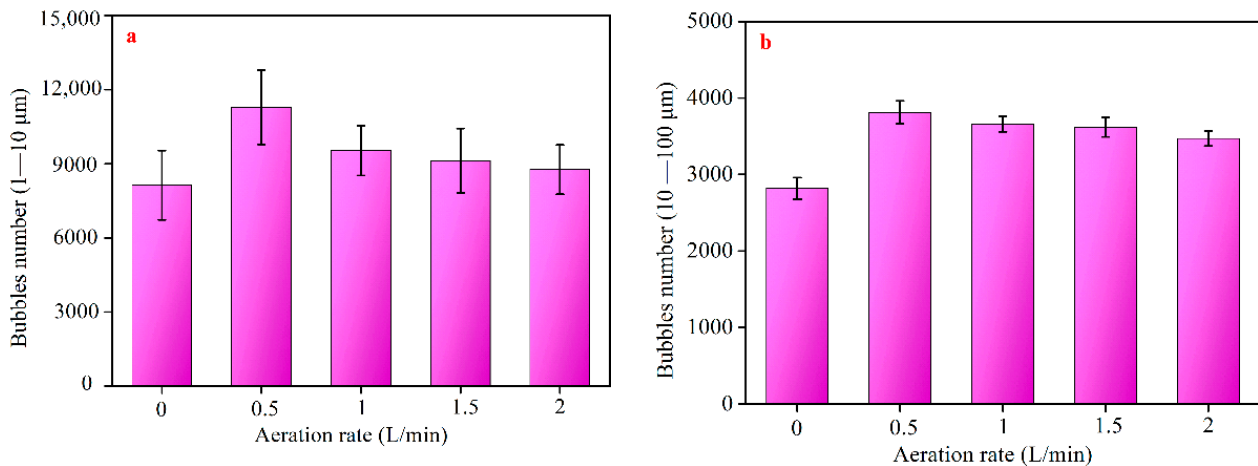 a
Bubbles number (1—10 μm)
15,000
12,000
9000
6000
3000
0
0 0.5 1 1.5 2
Aeration rate (L/min)
b
Bubbles number (10 —100 μm)
5000
4000
3000
2000
1000
0
0 0.5 1 1.5 2
Aeration rate (L/min)